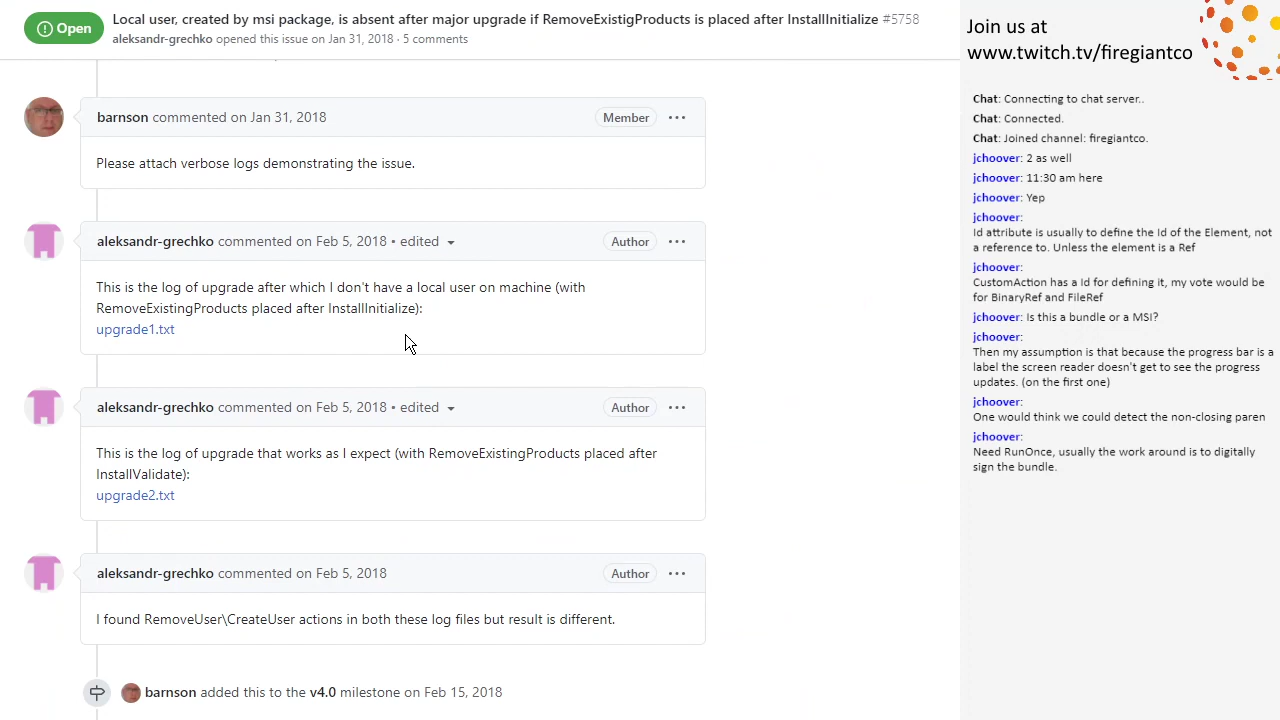 Open
Local user, created by msi package, is absent after major upgrade if RemoveExistigProducts is placed after InstallInitialize #5758
aleksandr-grechko opened this issue on Jan 31, 2018 · 5 comments
barnson commented on Jan 31, 2018
Member
Please attach verbose logs demonstrating the issue.
aleksandr-grechko commented on Feb 5, 2018 • edited
Author
This is the log of upgrade after which I don't have a local user on machine (with
RemoveExistingProducts placed after InstallInitialize):
upgrade1.txt
aleksandr-grechko commented on Feb 5, 2018 • edited
Author
This is the log of upgrade that works as I expect (with RemoveExistingProducts placed after
InstallValidate):
upgrade2.txt
aleksandr-grechko commented on Feb 5, 2018
Author
I found RemoveUser\CreateUser actions in both these log files but result is different.
barnson added this to the v4.0 milestone on Feb 15, 2018
Join us at
www.twitch.tv/firegiantco
Chat: Connecting to chat server..
Chat: Connected.
Chat: Joined channel: firegiantco.
jchoover: 2 as well
jchoover: 11:30 am here
jchoover: Yep
jchoover:
Id attribute is usually to define the Id of the Element, not
a reference to. Unless the element is a Ref
jchoover:
CustomAction has a Id for defining it, my vote would be
for BinaryRef and FileRef
jchoover: Is this a bundle or a MSI?
jchoover:
Then my assumption is that because the progress bar is a
label the screen reader doesn't get to see the progress
updates. (on the first one)
jchoover:
One would think we could detect the non-closing paren
jchoover:
Need RunOnce, usually the work around is to digitally
sign the bundle.